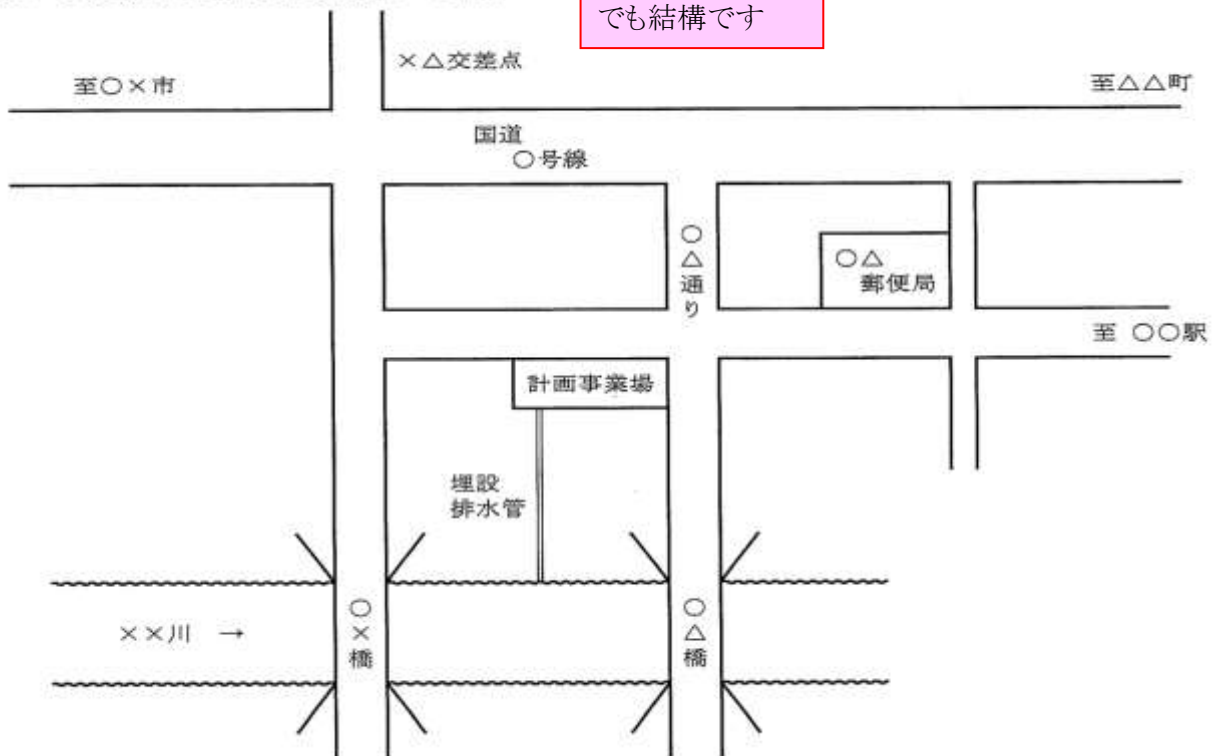 でも結構です
×△交差点
至○×市
至△△町
国道
○号線
○△通り
○△
郵便局
至 ○○駅
計画事業場
埋設
排水管
××川 →
○×橋
○△橋